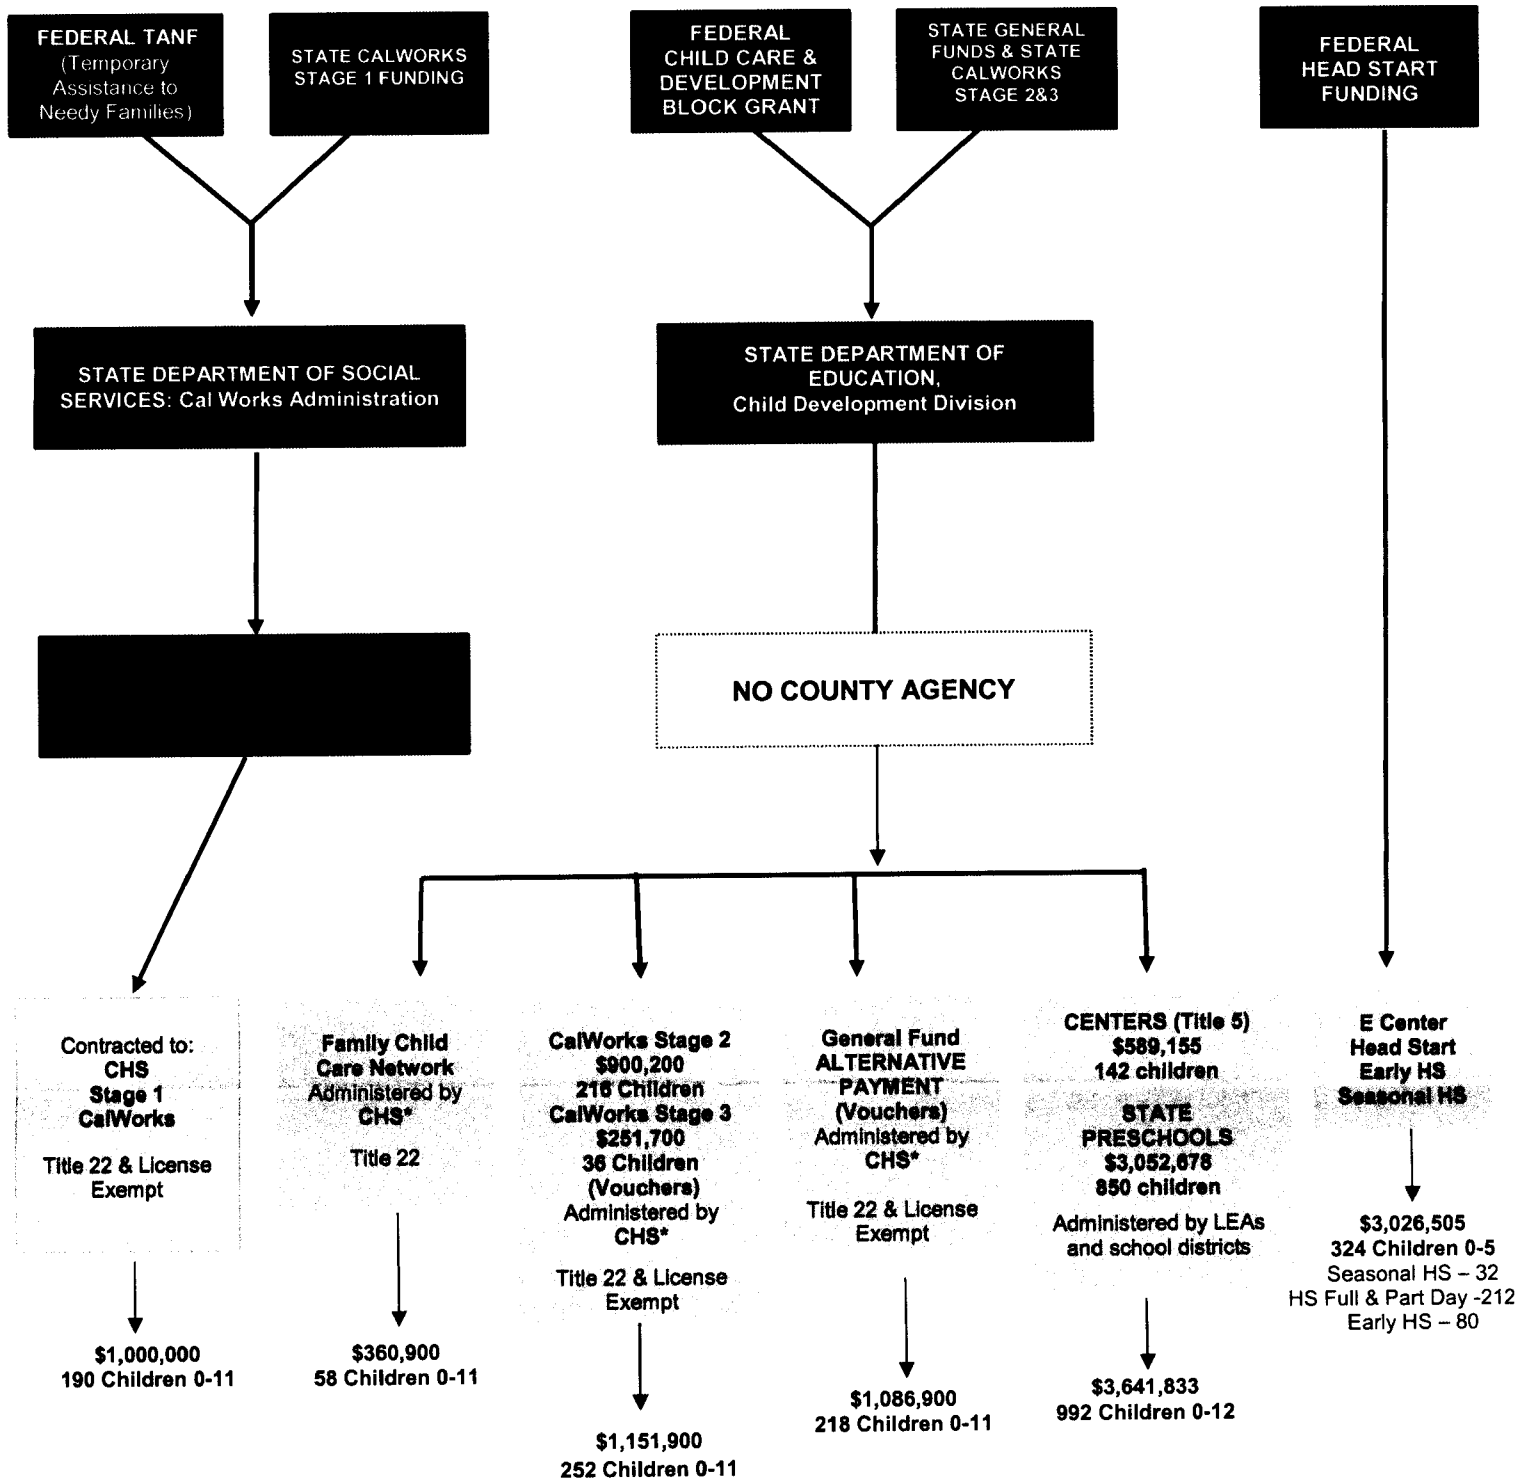 FEDERAL TANF
(Temporary
Assistance to
Needy Families)
STATE CALWORKS
STAGE 1 FUNDING
FEDERAL
CHILD CARE &
DEVELOPMENT
BLOCK GRANT
STATE GENERAL
FUNDS & STATE
CALWORKS
STAGE 2&3
FEDERAL
HEAD START
FUNDING
STATE DEPARTMENT OF SOCIAL
SERVICES: Cal Works Administration
STATE DEPARTMENT OF
EDUCATION,
Child Development Division
NO COUNTY AGENCY
Contracted to:
CHS
Stage 1
CalWorks
Title 22 & License
Exempt
$1,000,000
190 Children 0-11
Family Child
Care Network
Administered by
CHS*
Title 22
$360,900
58 Children 0-11
CalWorks Stage 2
$900,200
216 Children
CalWorks Stage 3
$251,700
36 Children
(Vouchers)
Administered by
CHS*
Title 22 & License
Exempt
$1,151,900
252 Children 0-11
General Fund
ALTERNATIVE
PAYMENT
(Vouchers)
Administered by
CHS*
Title 22 & License
Exempt
$1,086,900
218 Children 0-11
CENTERS (Title 5)
$589,155
142 children
STATE
PRESCHOOLS
$3,052,678
850 children
Administered by LEAs
and school districts
$3,641,833
992 Children 0-12
E Center
Head Start
Early HS
Seasonal HS
$3,026,505
324 Children 0-5
Seasonal HS – 32
HS Full & Part Day -212
Early HS – 80